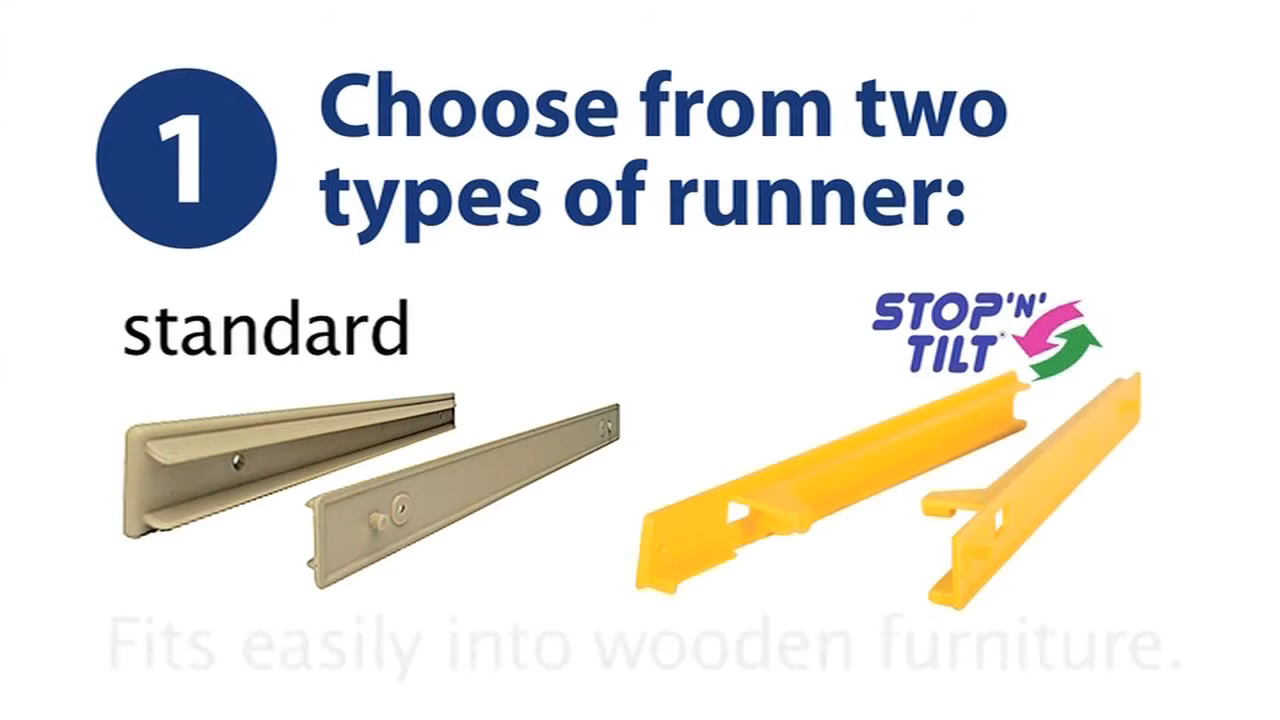 1
Choose from two
types of runner:
standard
STOP'N'
TILT
Fits easily into wooden furniture.